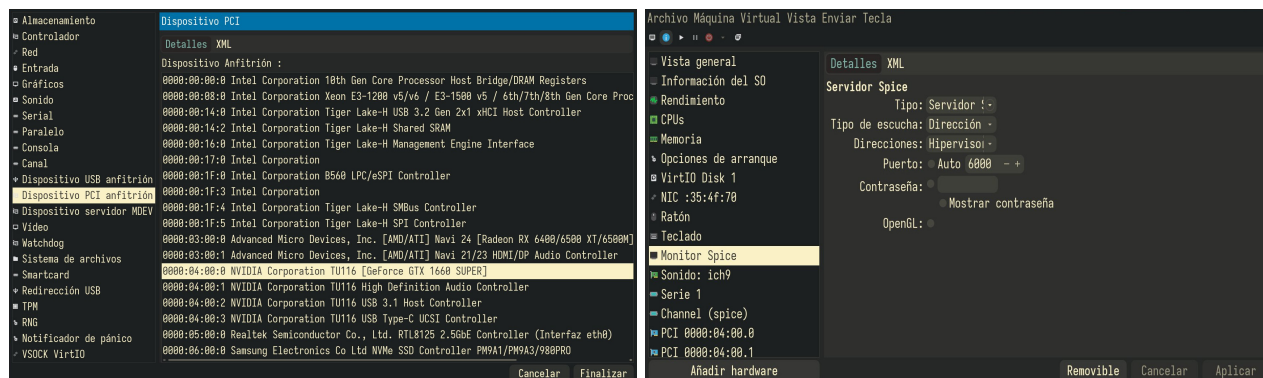 Almacenamiento
Controlador
Red
Entrada
Gráficos
Sonido
Serial
Paralelo
Consola
Canal
Dispositivo USB anfitrión
Dispositivo PCI anfitrión
Dispositivo servidor MDEV
Vídeo
Watchdog
Sistema de archivos
Smartcard
Redirección USB
TPM
RNG
Notificador de pánico
VSOCK VirtIO
Dispositivo PCI
Detalles XML
Dispositivo Anfitrión :
0000:00:00:0 Intel Corporation 10th Gen Core Processor Host Bridge/DRAM Registers
0000:00:08:0 Intel Corporation Xeon E3-1200 v5/v6 / E3-1500 v5 / 6th/7th/8th Gen Core Proc
0000:00:14:0 Intel Corporation Tiger Lake-H USB 3.2 Gen 2x1 xHCI Host Controller
0000:00:14:2 Intel Corporation Tiger Lake-H Shared SRAM
0000:00:16:0 Intel Corporation Tiger Lake-H Management Engine Interface
0000:00:17:0 Intel Corporation
0000:00:1F:0 Intel Corporation B560 LPC/eSPI Controller
0000:00:1F:3 Intel Corporation
0000:00:1F:4 Intel Corporation Tiger Lake-H SMBus Controller
0000:00:1F:5 Intel Corporation Tiger Lake-H SPI Controller
0000:03:00:0 Advanced Micro Devices, Inc. [AMD/ATI] Navi 24 [Radeon RX 6400/6500 XT/6500M]
0000:03:00:1 Advanced Micro Devices, Inc. [AMD/ATI] Navi 21/23 HDMI/DP Audio Controller
0000:04:00:0 NVIDIA Corporation TU116 [GeForce GTX 1660 SUPER]
0000:04:00:1 NVIDIA Corporation TU116 High Definition Audio Controller
0000:04:00:2 NVIDIA Corporation TU116 USB 3.1 Host Controller
0000:04:00:3 NVIDIA Corporation TU116 USB Type-C UCSI Controller
0000:05:00:0 Realtek Semiconductor Co., Ltd. RTL8125 2.5GbE Controller (Interfaz eth0)
0000:06:00:0 Samsung Electronics Co Ltd NVMe SSD Controller PM9A1/PM9A3/980PRO
Cancelar Finalizar
Archivo Máquina Virtual Vista Enviar Tecla
Vista general
Información del SO
Rendimiento
CPUs
Memoria
Opciones de arranque
VirtIO Disk 1
NIC :35:4f:70
Ratón
Teclado
Monitor Spice
Sonido: ich9
Serie 1
Channel (spice)
PCI 0000:04:00.0
PCI 0000:04:00.1
Añadir hardware
Detalles XML
Servidor Spice
Tipo: Servidor
Tipo de escucha: Dirección
Direcciones: Hipervisor
Puerto: Auto 6000 - +
Contraseña:
Mostrar contraseña
OpenGL:
Removible Cancelar Aplicar